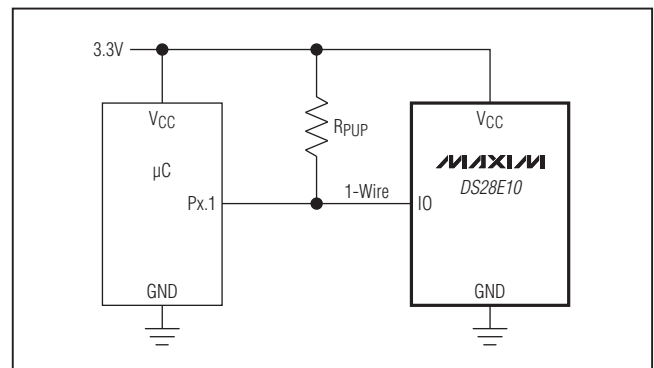 3.3V
VCC
VCC
RPUP
µC
MAXIM
DS28E10
1-Wire
Px.1
IO
GND
GND